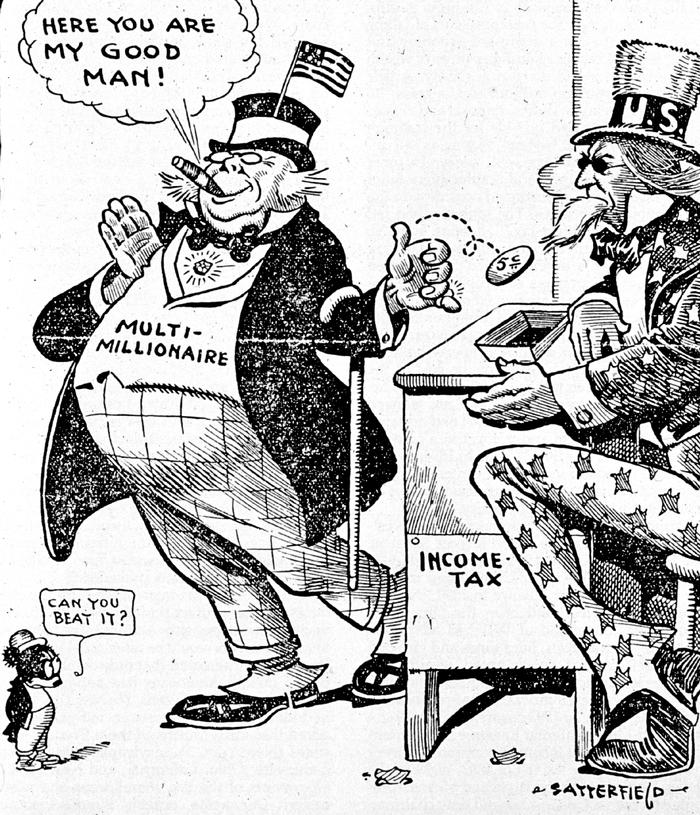 HERE YOU ARE
MY GOOD
MAN!
U.S.
5¢
MULTI-
MILLIONAIRE
INCOME-
TAX
CAN YOU
BEAT IT?
SATTERFIELD